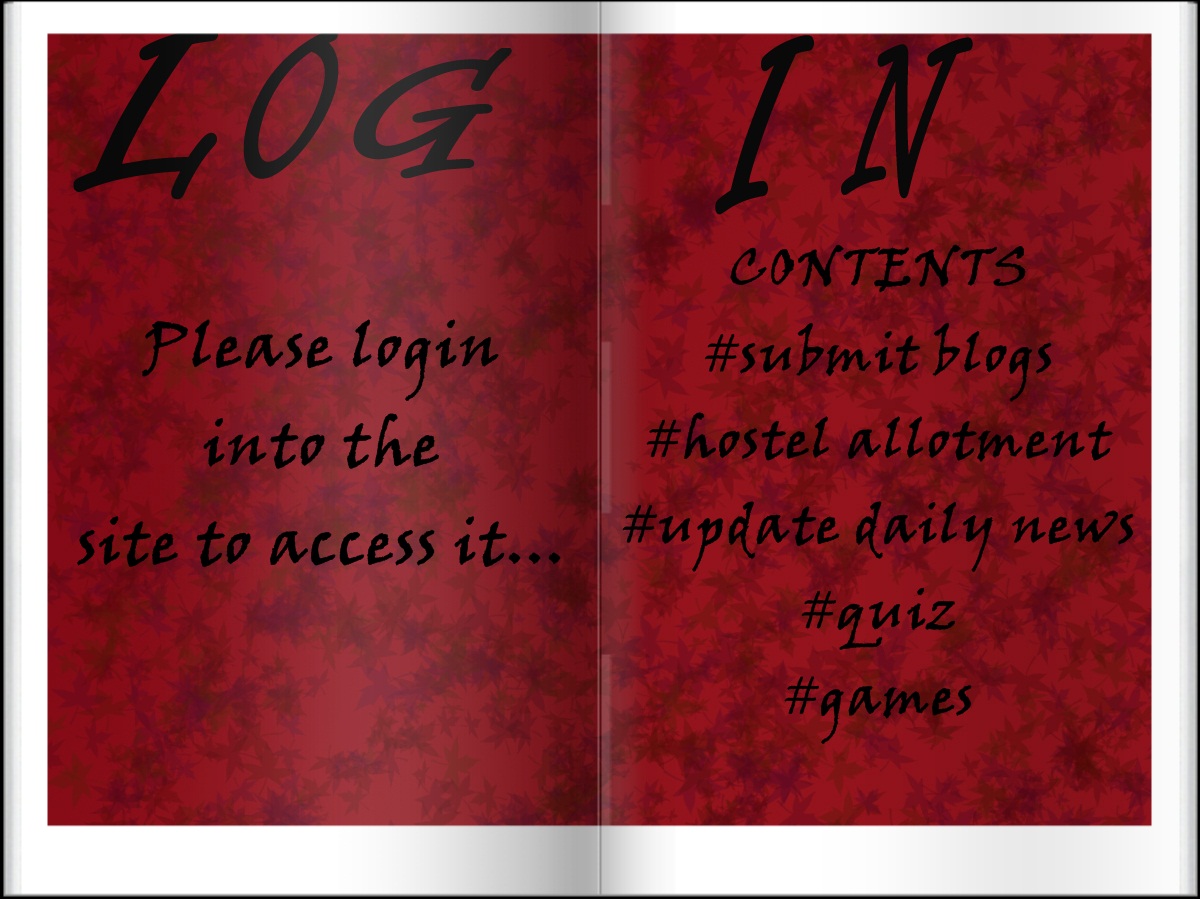 LOG IN
Please login
into the
site to access it...
CONTENTS
#submit blogs
#hostel allotment
#update daily news
#quiz
#games